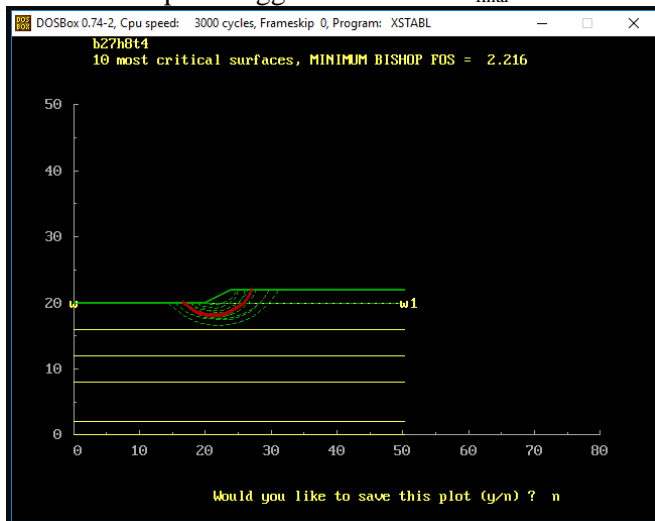 final
DOSBox 0.74-2, Cpu speed: 3000 cycles, Frameskip 0, Program: XSTABL
b27h8t4
10 most critical surfaces, MINIMUM BISHOP FOS = 2.216
50
40
30
20 w w1
10
0
0 10 20 30 40 50 60 70 80
Would you like to save this plot (y/n) ? n